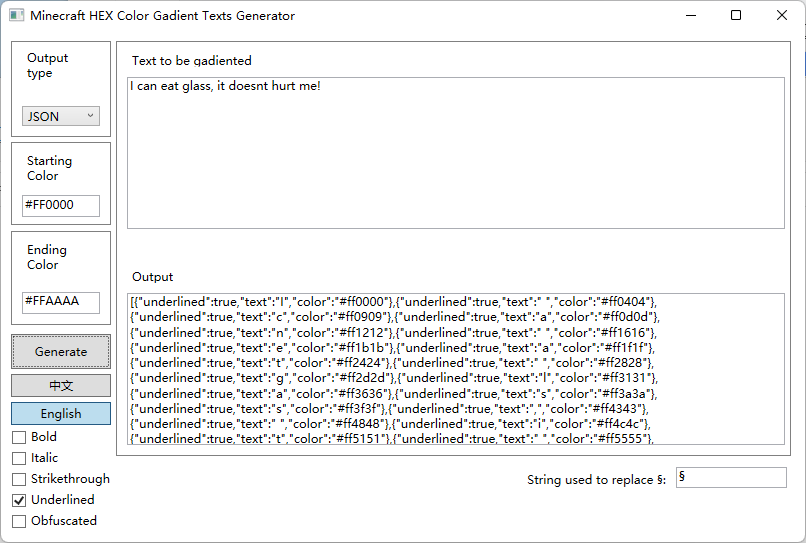 Minecraft HEX Color Gadient Texts Generator
Output
type
JSON
Starting
Color
#FF0000
Ending
Color
#FFAAAA
Generate
中文
English
Bold
Italic
Strikethrough
Underlined
Obfuscated
Text to be gadiented
I can eat glass, it doesnt hurt me!
Output
[{"underlined":true,"text":"I","color":"#ff0000"},{"underlined":true,"text":" ","color":"#ff0404"},
{"underlined":true,"text":"c","color":"#ff0909"},{"underlined":true,"text":"a","color":"#ff0d0d"},
{"underlined":true,"text":"n","color":"#ff1212"},{"underlined":true,"text":" ","color":"#ff1616"},
{"underlined":true,"text":"e","color":"#ff1b1b"},{"underlined":true,"text":"a","color":"#ff1f1f"},
{"underlined":true,"text":"t","color":"#ff2424"},{"underlined":true,"text":" ","color":"#ff2828"},
{"underlined":true,"text":"g","color":"#ff2d2d"},{"underlined":true,"text":"l","color":"#ff3131"},
{"underlined":true,"text":"a","color":"#ff3636"},{"underlined":true,"text":"s","color":"#ff3a3a"},
{"underlined":true,"text":"s","color":"#ff3f3f"},{"underlined":true,"text":",","color":"#ff4343"},
{"underlined":true,"text":" ","color":"#ff4848"},{"underlined":true,"text":"i","color":"#ff4c4c"},
{"underlined":true,"text":"t","color":"#ff5151"},{"underlined":true,"text":" ","color":"#ff5555"},
String used to replace §:
§